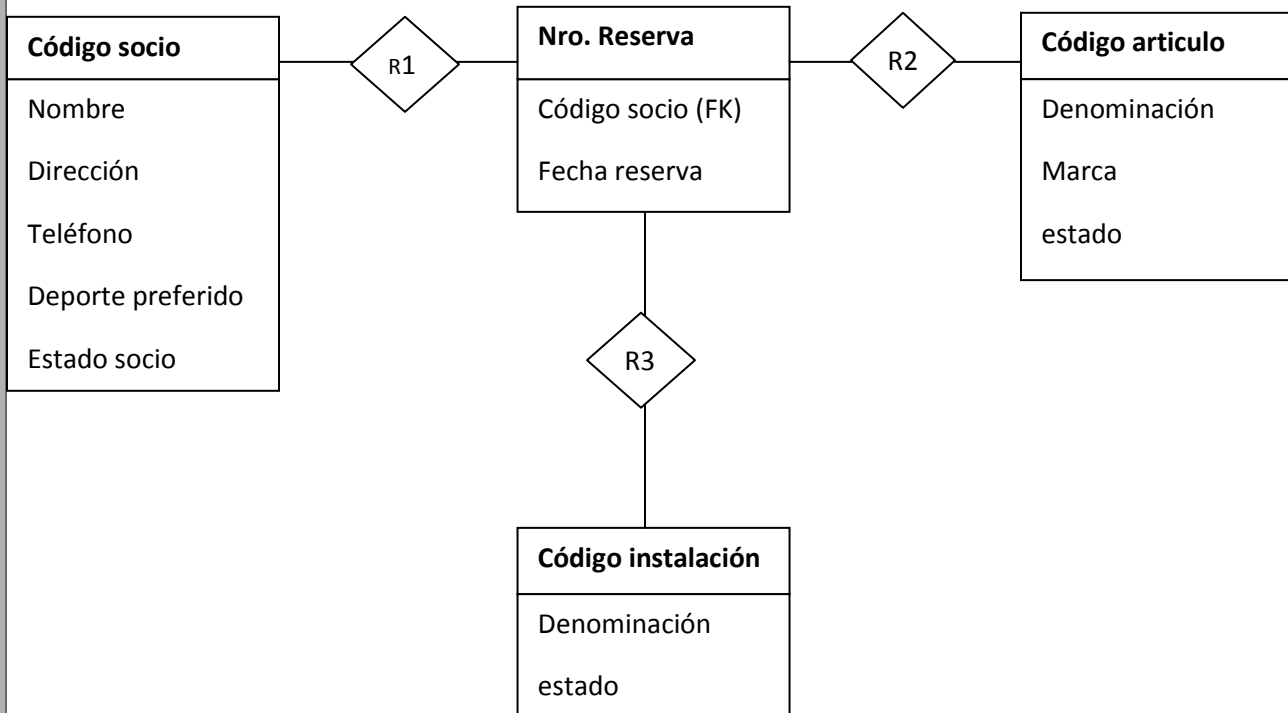 Código socio
Nombre
Dirección
Teléfono
Deporte preferido
Estado socio
R1
Nro. Reserva
Código socio (FK)
Fecha reserva
R2
Código articulo
Denominación
Marca
estado
R3
Código instalación
Denominación
estado